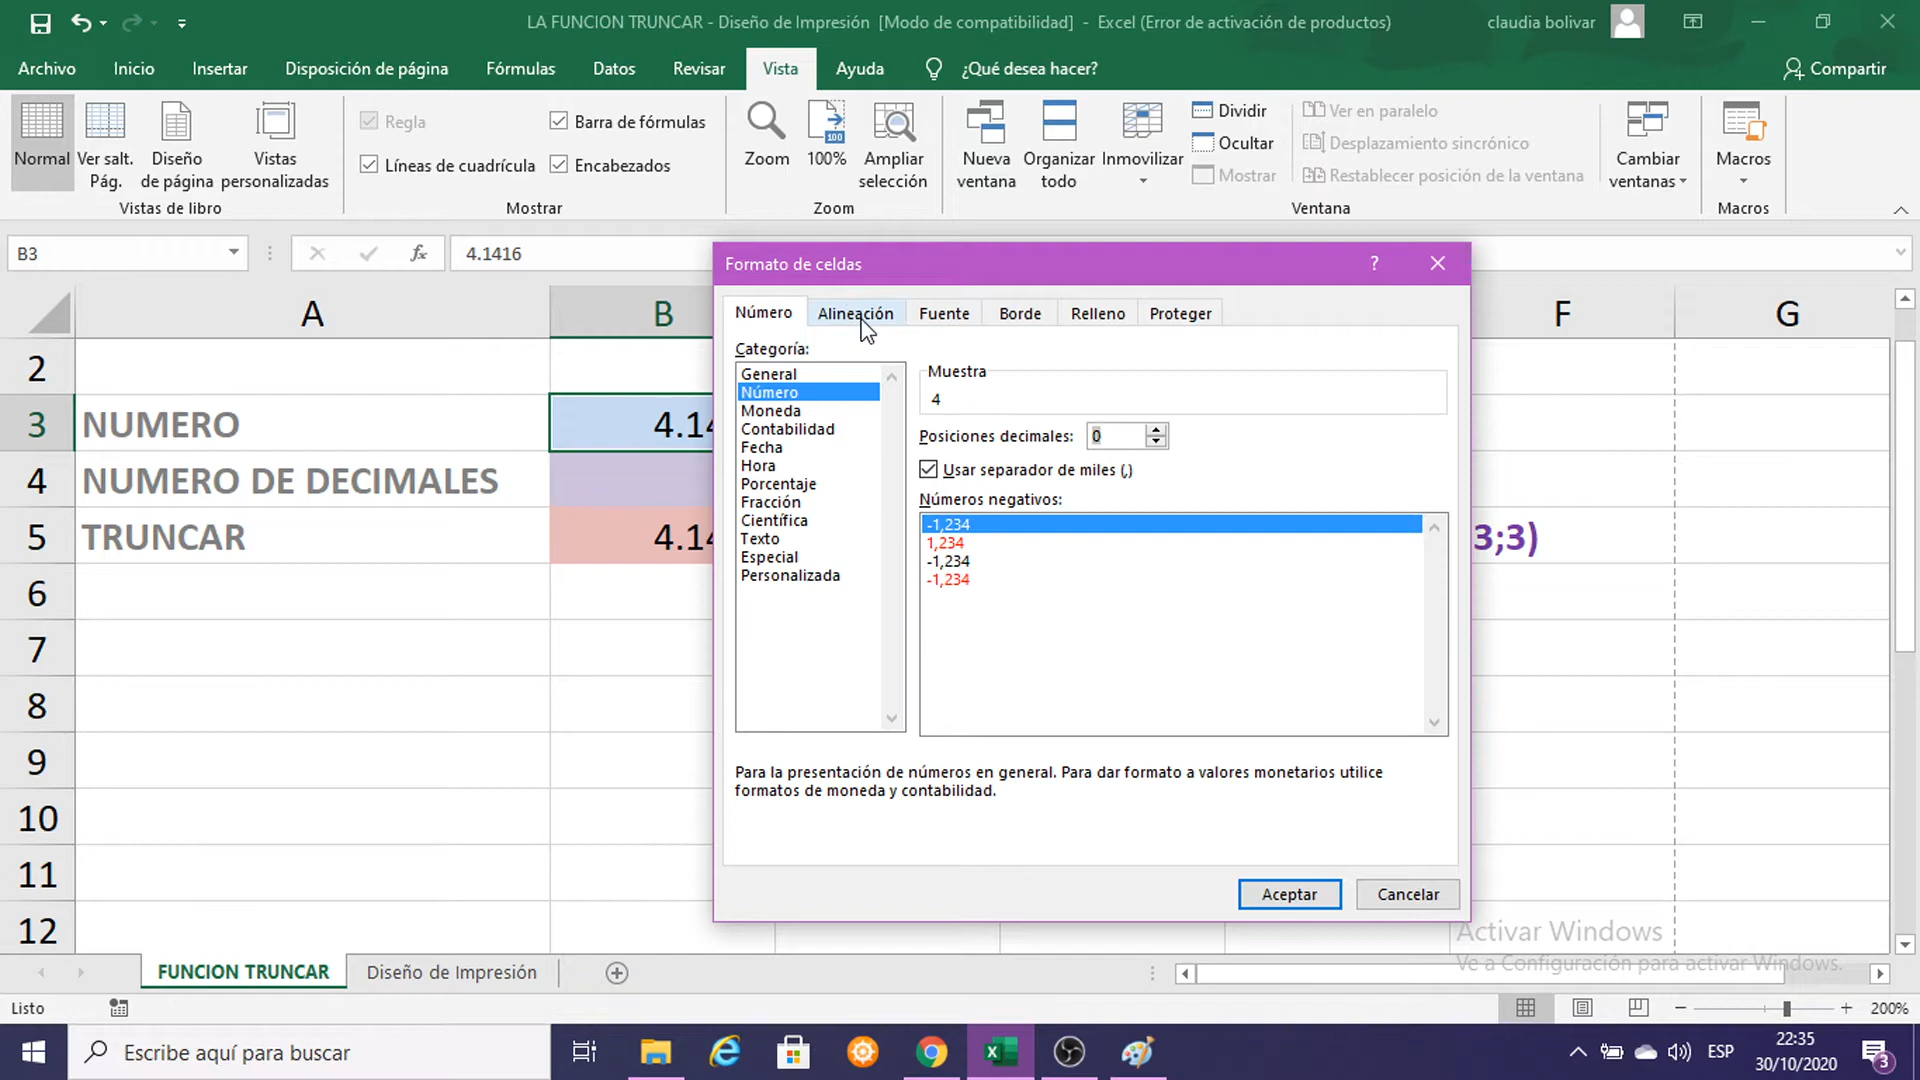 LA FUNCION TRUNCAR - Diseño de Impresión [Modo de compatibilidad] - Excel (Error de activación de productos)
claudia bolivar
Archivo Inicio Insertar Disposición de página Fórmulas Datos Revisar Vista Ayuda ¿Qué desea hacer? Compartir
Normal
Ver salt. Pág.
Diseño de página
Vistas personalizadas
Vistas de libro
Regla
Barra de fórmulas
Líneas de cuadrícula
Encabezados
Mostrar
Zoom
100
100%
Ampliar selección
Zoom
Nueva ventana
Organizar todo
Inmovilizar
Dividir
Ocultar
Mostrar
Ver en paralelo
Desplazamiento sincrónico
Restablecer posición de la ventana
Cambiar ventanas
Ventana
Macros
Macros
B3
fx
4.1416
A B F G
2
3 NUMERO 4.14
4 NUMERO DE DECIMALES
5 TRUNCAR 4.14 3;3)
6
7
8
9
10
11
12
Formato de celdas
?
Número Alineación Fuente Borde Relleno Proteger
Categoría:
General
Número
Moneda
Contabilidad
Fecha
Hora
Porcentaje
Fracción
Científica
Texto
Especial
Personalizada
Muestra
4
Posiciones decimales: 0
Usar separador de miles (,)
Números negativos:
-1,234
1,234
-1,234
-1,234
Para la presentación de números en general. Para dar formato a valores monetarios utilice
formatos de moneda y contabilidad.
Aceptar Cancelar
Activar Windows
Ve a Configuración para activar Windows.
FUNCION TRUNCAR Diseño de Impresión
Listo
200%
Escribe aquí para buscar
ESP
22:35
30/10/2020
3